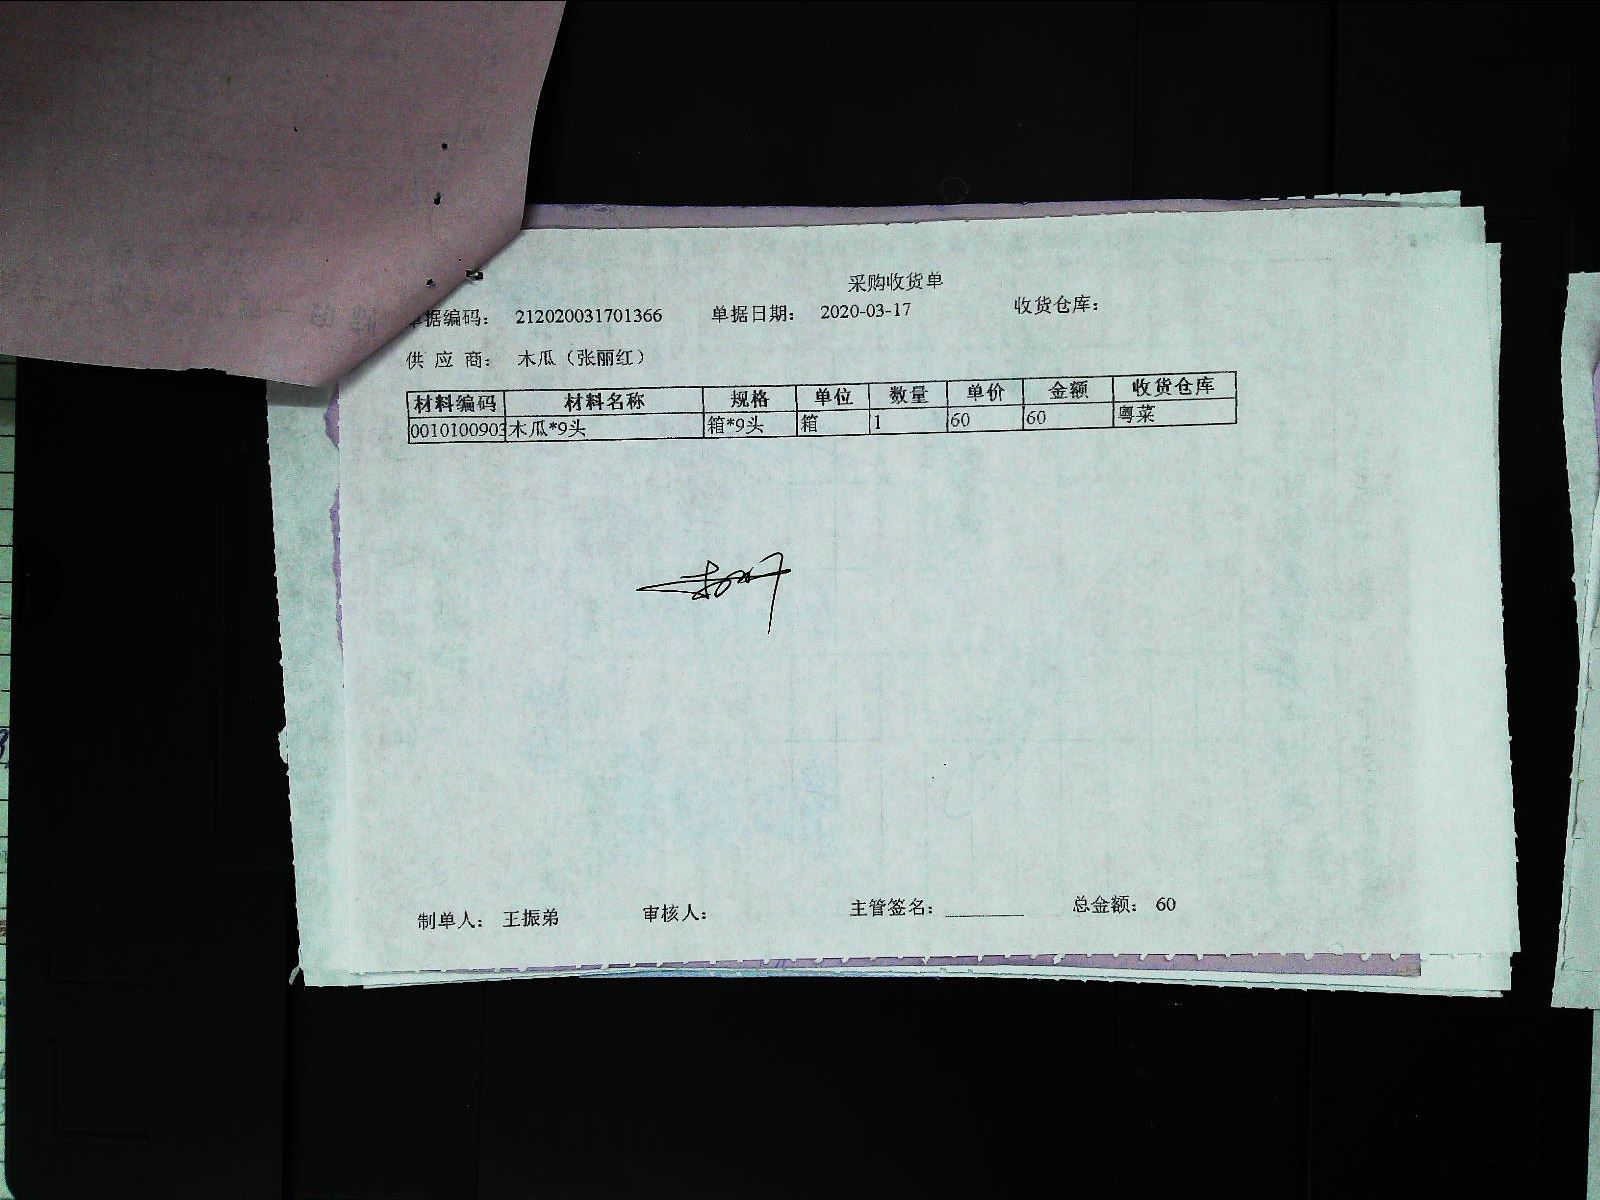 采购收货单
单据编码： 212020031701366 单据日期： 2020-03-17 收货仓库：
供 应 商： 木瓜（张丽红）
材料编码 材料名称 规格 单位 数量 单价 金额 收货仓库
0010100903 木瓜*9头 箱*9头 箱 1 60 60 粤菜
制单人： 王振弟 审核人： 主管签名：________ 总金额： 60